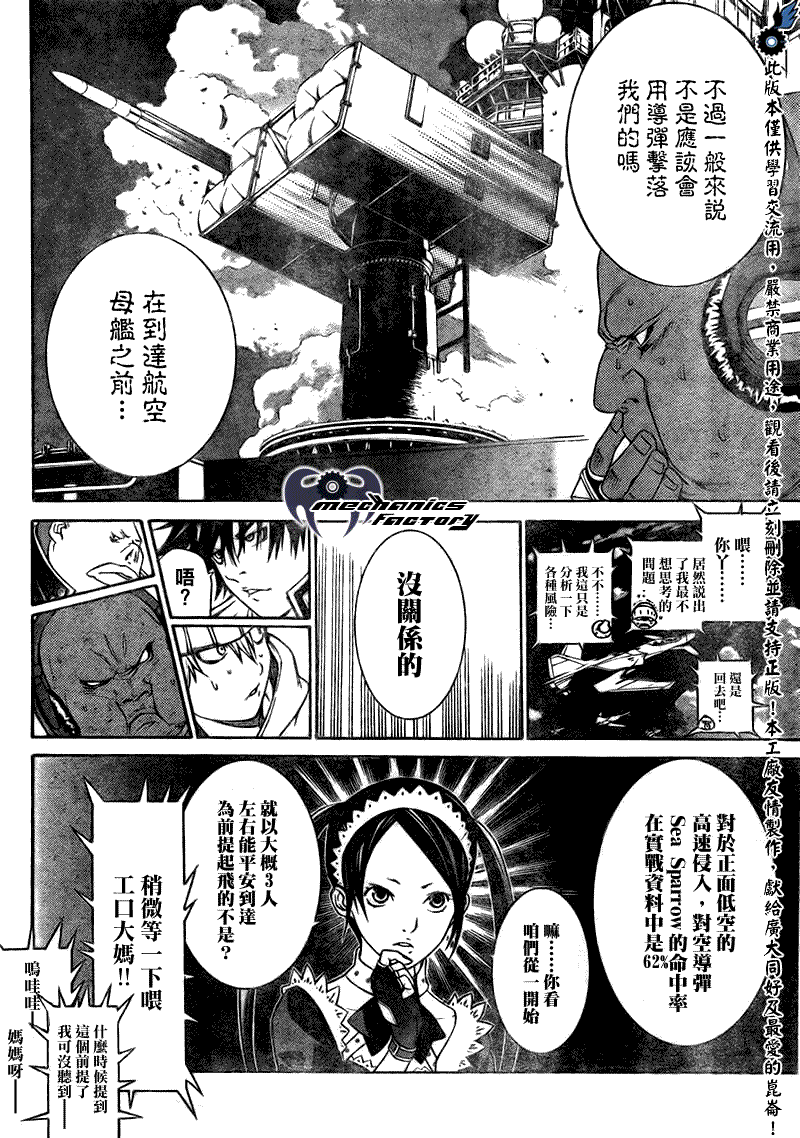 不過一般來說
不是應該會
用導彈擊落
我們的嗎
在到達航空
母艦之前…
mechanics
factory
喂……
你丫……
居然說出
了我最不
想思考的
問題
不不……
我這只是
分析一下
各種風險…
還是
回去吧…
沒關係的
唔？
對於正面低空的
高速侵入，對空導彈
Sea Sparrow的命中率
在實戰資料中是
62%
嘛……你看
咱們從一開始
就以大概3人
左右能平安到達
為前提起飛的不是？
稍微等一下喂
工口大媽!!
什麼時候提到
這個前提了
我可沒聽到——
嗚哇哇—
媽媽呀——
此版本僅供學習交流用，嚴禁商業用途，觀看後請立刻刪除並請支持正版！本工廠友情製作，獻給廣大同好及最愛的崑崙！